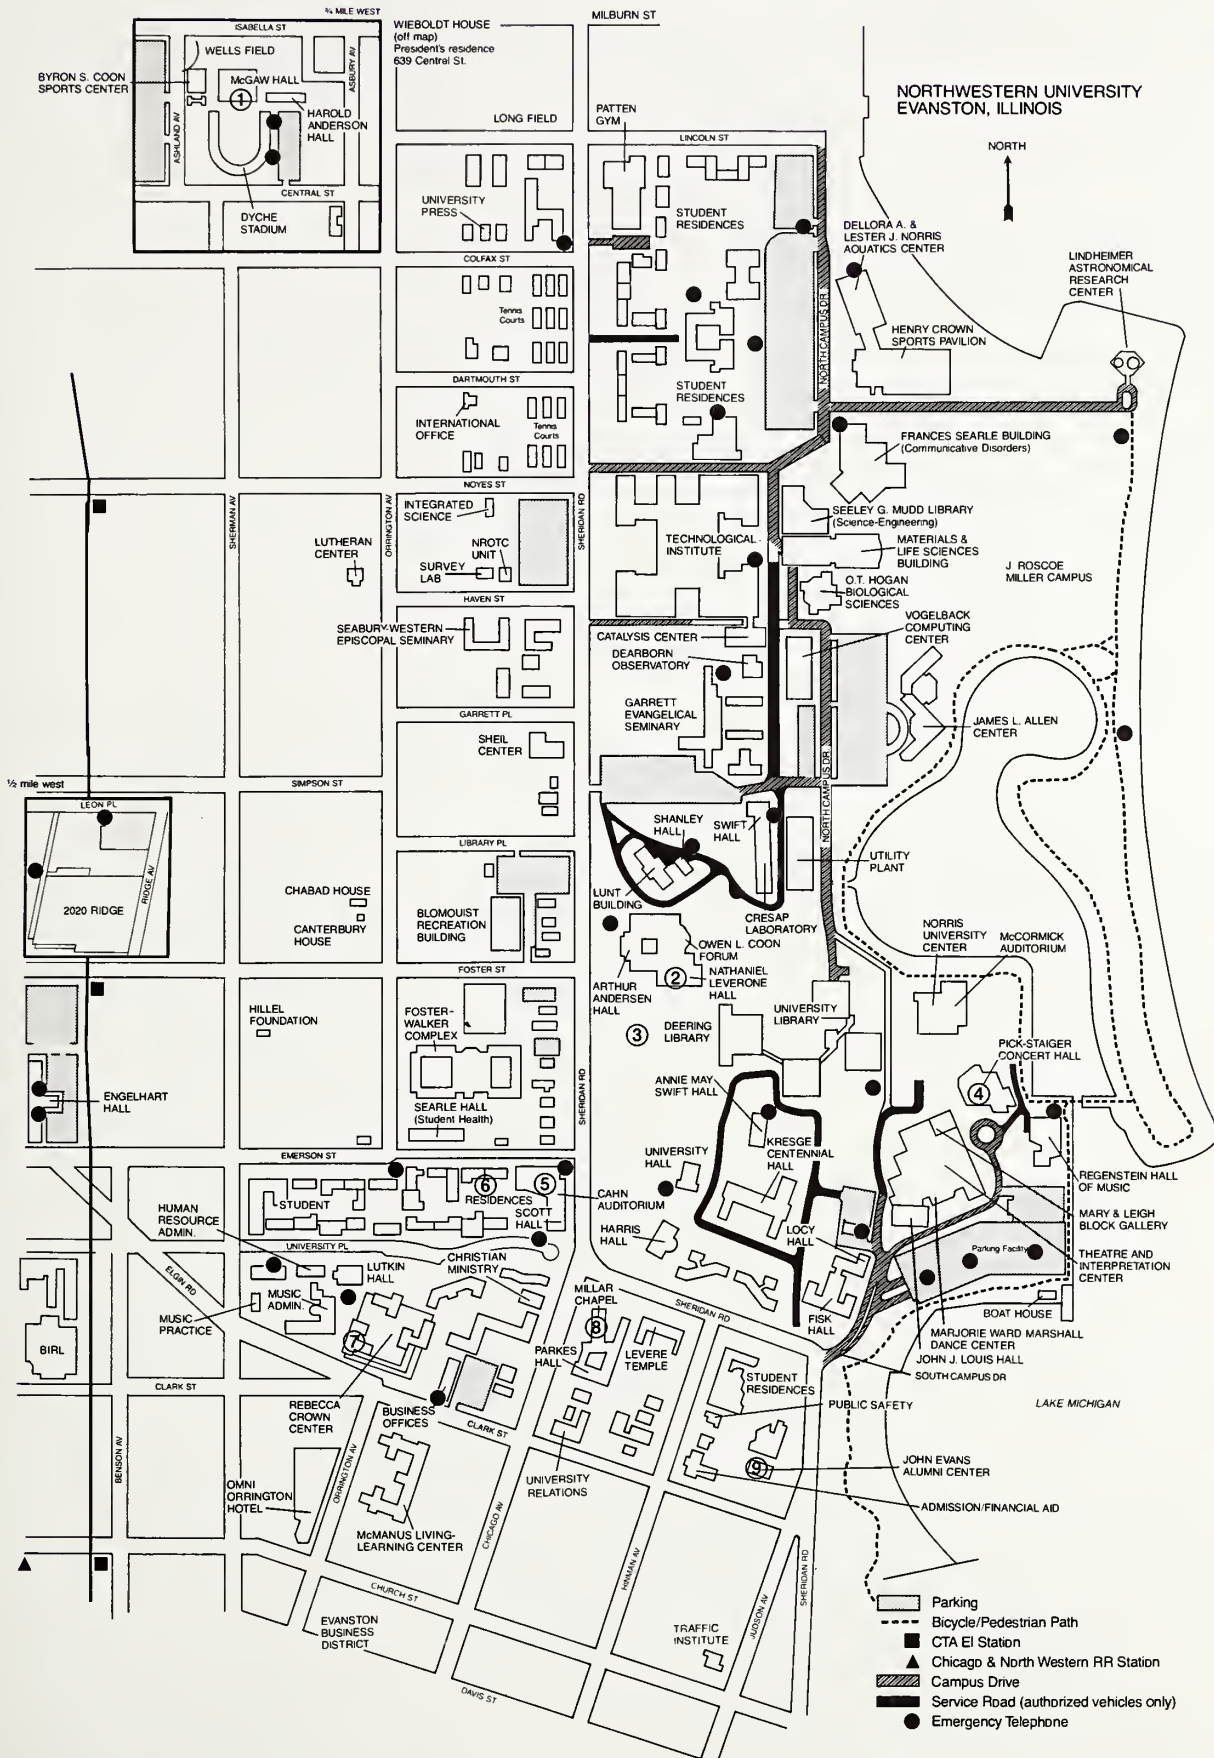 ¾ MILE WEST
ISABELLA ST
WELLS FIELD
BYRON S. COON
SPORTS CENTER
McGAW HALL
1
HAROLD
ANDERSON
HALL
ASHLAND AV
ASBURY AV
CENTRAL ST
DYCHE
STADIUM
WIEBOLDT HOUSE
(off map)
President's residence
639 Central St.
MILBURN ST
LONG FIELD
PATTEN
GYM
LINCOLN ST
NORTHWESTERN UNIVERSITY
EVANSTON, ILLINOIS
NORTH
UNIVERSITY
PRESS
STUDENT
RESIDENCES
COLFAX ST
DELLORA A. &
LESTER J. NORRIS
AQUATICS CENTER
LINDHEIMER
ASTRONOMICAL
RESEARCH
CENTER
Tennis
Courts
NORTH CAMPUS DR.
HENRY CROWN
SPORTS PAVILION
DARTMOUTH ST
STUDENT
RESIDENCES
INTERNATIONAL
OFFICE
Tennis
Courts
FRANCES SEARLE BUILDING
(Communicative Disorders)
NOYES ST
SHERMAN AV
ORRINGTON AV
SHERIDAN RD
INTEGRATED
SCIENCE
SEELEY G. MUDD LIBRARY
(Science-Engineering)
LUTHERAN
CENTER
NROTC
UNIT
SURVEY
LAB
TECHNOLOGICAL
INSTITUTE
MATERIALS &
LIFE SCIENCES
BUILDING
J. ROSCOE
MILLER CAMPUS
HAVEN ST
O.T. HOGAN
BIOLOGICAL
SCIENCES
SEABURY-WESTERN
EPISCOPAL SEMINARY
CATALYSIS CENTER
VOGELBACK
COMPUTING
CENTER
DEARBORN
OBSERVATORY
GARRETT
EVANGELICAL
SEMINARY
GARRETT PL
JAMES L. ALLEN
CENTER
SHEIL
CENTER
NORTH CAMPUS DR.
½ mile west
SIMPSON ST
LEON PL
RIDGE AV
2020 RIDGE
SHANLEY
HALL
SWIFT
HALL
LIBRARY PL
UTILITY
PLANT
CHABAD HOUSE
CANTERBURY
HOUSE
BLOMQUIST
RECREATION
BUILDING
LUNT
BUILDING
CRESAP
LABORATORY
NORRIS
UNIVERSITY
CENTER
McCORMICK
AUDITORIUM
OWEN L. COON
FORUM
2
NATHANIEL
LEVERONE
HALL
ARTHUR
ANDERSEN
HALL
FOSTER ST
HILLEL
FOUNDATION
FOSTER-
WALKER
COMPLEX
3
DEERING
LIBRARY
UNIVERSITY
LIBRARY
PICK-STAIGER
CONCERT HALL
4
ENGELHART
HALL
SEARLE HALL
(Student Health)
SHERIDAN RD
ANNIE MAY
SWIFT HALL
KRESGE
CENTENNIAL
HALL
EMERSON ST
UNIVERSITY
HALL
REGENSTEIN HALL
OF MUSIC
STUDENT
RESIDENCES
6
5
SCOTT
HALL
CAHN
AUDITORIUM
HUMAN
RESOURCE
ADMIN.
HARRIS
HALL
LOCY
HALL
MARY & LEIGH
BLOCK GALLERY
UNIVERSITY PL
Parking Facility
THEATRE AND
INTERPRETATION
CENTER
ELGIN RD
LUTKIN
HALL
CHRISTIAN
MINISTRY
MUSIC
ADMIN.
MUSIC
PRACTICE
MILLAR
CHAPEL
8
SHERIDAN RD
FISK
HALL
BOAT HOUSE
MARJORIE WARD MARSHALL
DANCE CENTER
JOHN J. LOUIS HALL
SOUTH CAMPUS DR
BIRL
7
PARKES
HALL
LEVERE
TEMPLE
STUDENT
RESIDENCES
CLARK ST
REBECCA
CROWN
CENTER
BUSINESS
OFFICES
CLARK ST
PUBLIC SAFETY
LAKE MICHIGAN
BENSON AV
ORRINGTON AV
OMNI
ORRINGTON
HOTEL
UNIVERSITY
RELATIONS
9
JOHN EVANS
ALUMNI CENTER
ADMISSION/FINANCIAL AID
McMANUS LIVING-
LEARNING CENTER
CHICAGO AV
HINMAN AV
JUDSON AV
SHERIDAN RD
CHURCH ST
EVANSTON
BUSINESS
DISTRICT
TRAFFIC
INSTITUTE
DAVIS ST
Parking
Bicycle/Pedestrian Path
CTA El Station
Chicago & North Western RR Station
Campus Drive
Service Road (authorized vehicles only)
Emergency Telephone